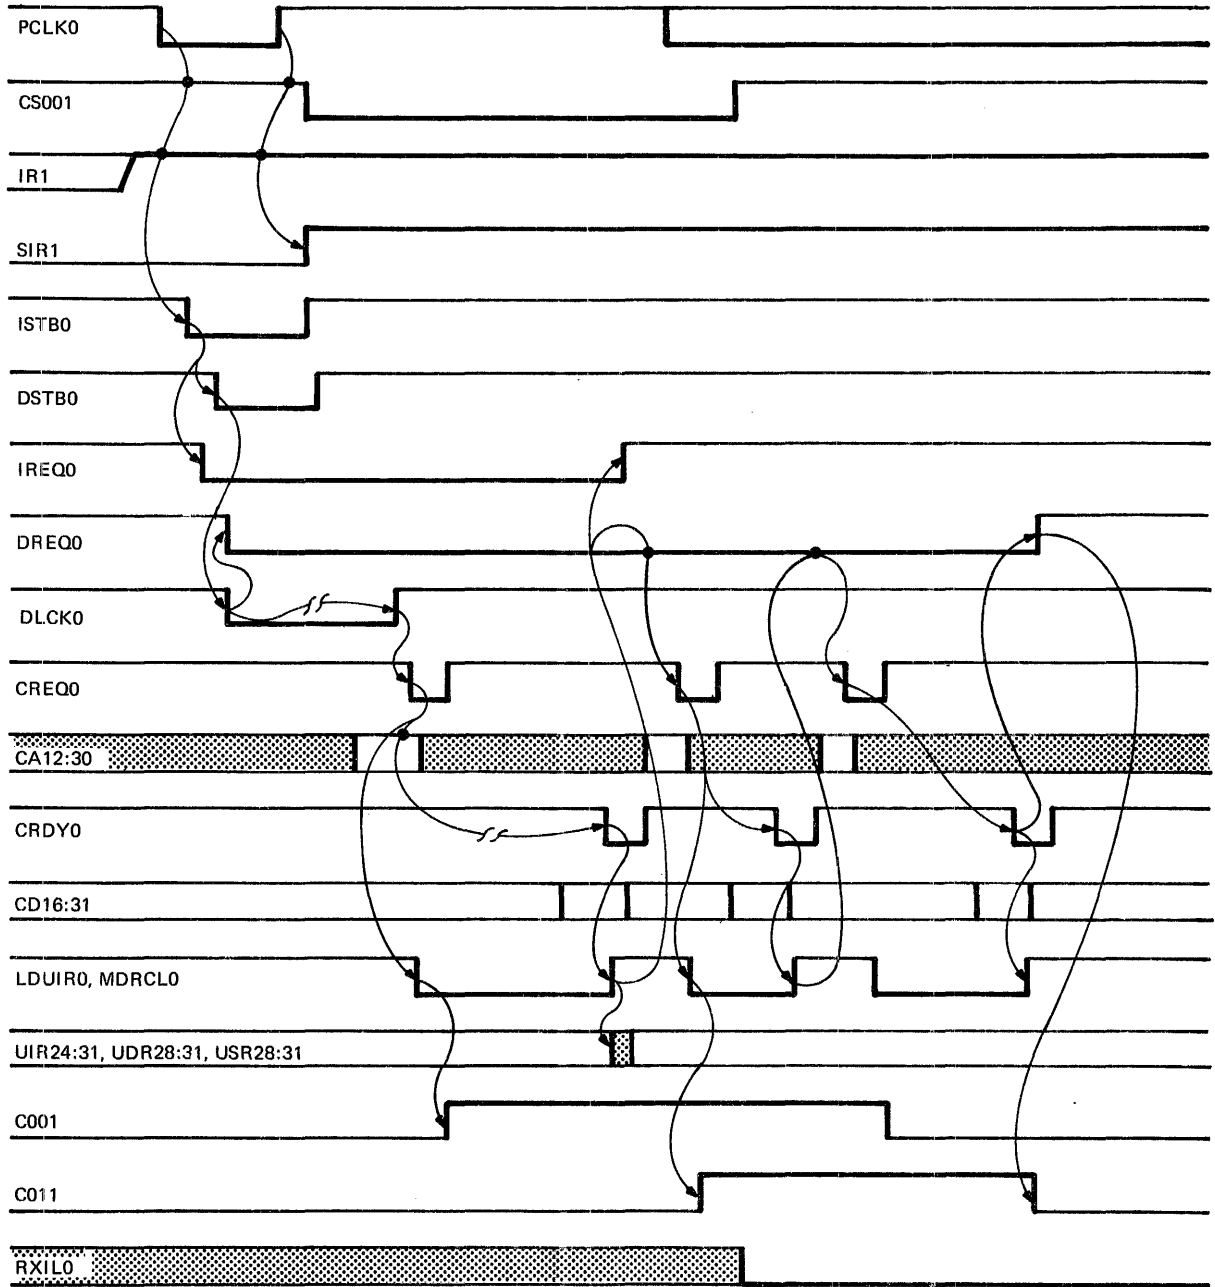 PCLK0
CS001
IR1
SIR1
ISTB0
DSTB0
IREQ0
DREQ0
DLCK0
CREQ0
CA12:30
CRDY0
CD16:31
LDUIR0, MDRCL0
UIR24:31, UDR28:31, USR28:31
C001
C011
RXIL0